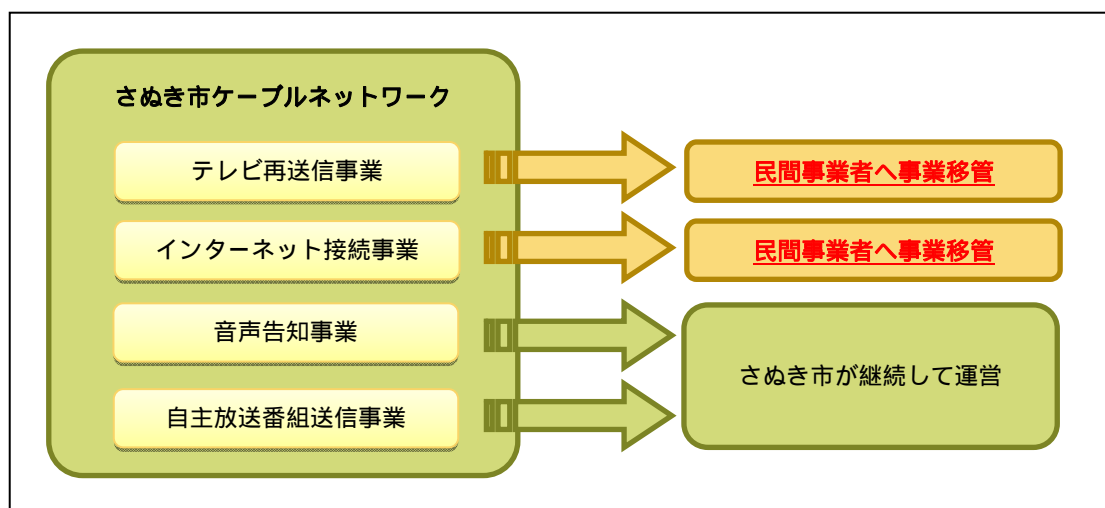 さぬき市ケーブルネットワーク
テレビ再送信事業
民間事業者へ事業移管
インターネット接続事業
民間事業者へ事業移管
音声告知事業
さぬき市が継続して運営
自主放送番組送信事業